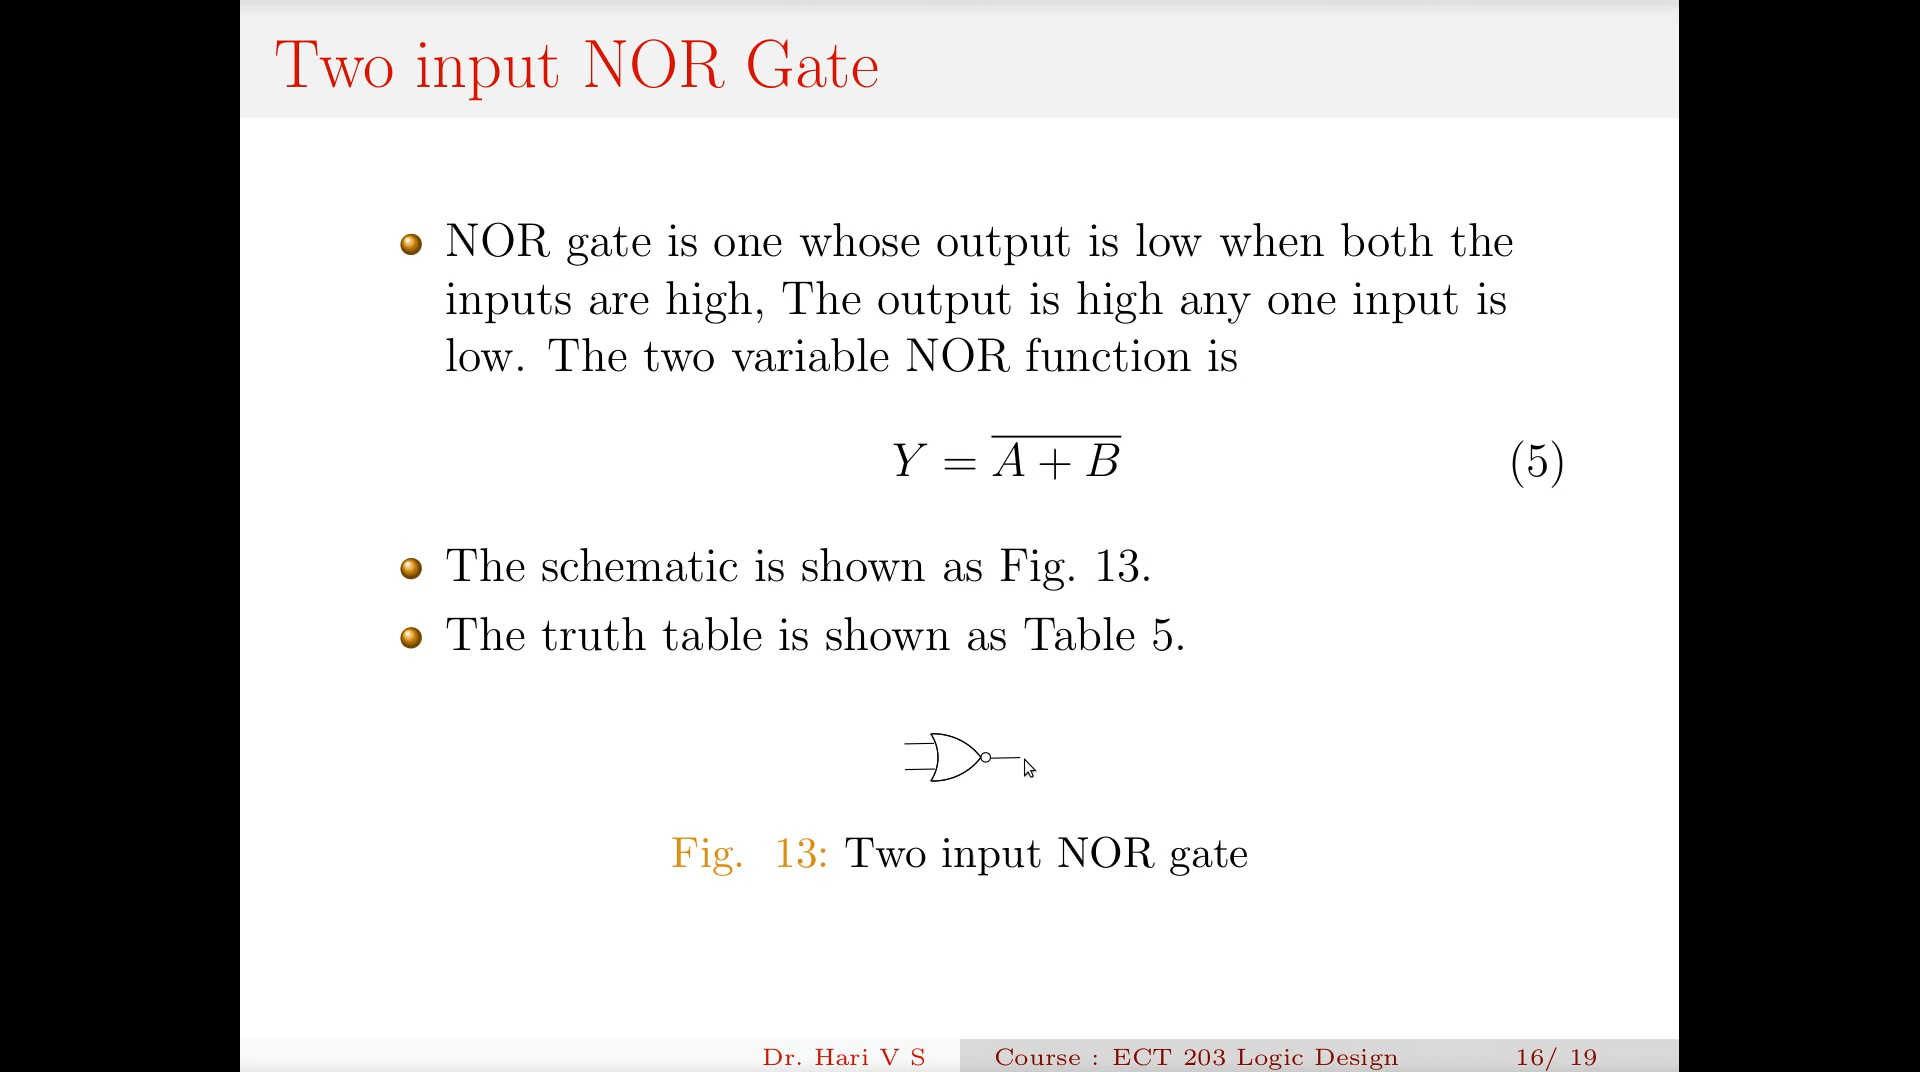 Two input NOR Gate
NOR gate is one whose output is low when both the
inputs are high, The output is high any one input is
low. The two variable NOR function is
Y = \overline{A + B} (5)
The schematic is shown as Fig. 13.
The truth table is shown as Table 5.
Fig. 13: Two input NOR gate
Dr. Hari V S Course : ECT 203 Logic Design 16/ 19